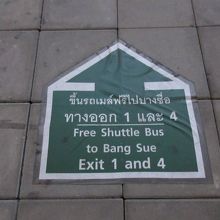 ขึ้นรถเมล์ฟรีไปบางซื่อ
ทางออก 1 และ 4
Free Shuttle Bus
to Bang Sue
Exit 1 and 4